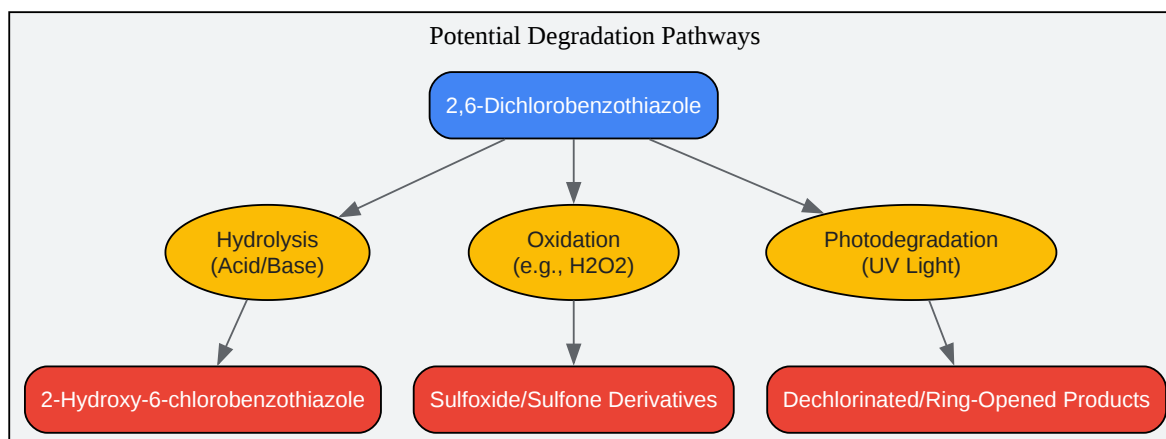 Potential Degradation Pathways
2,6-Dichlorobenzothiazole
Hydrolysis
(Acid/Base)
Oxidation
(e.g., H2O2)
Photodegradation
(UV Light)
2-Hydroxy-6-chlorobenzothiazole
Sulfoxide/Sulfone Derivatives
Dechlorinated/Ring-Opened Products